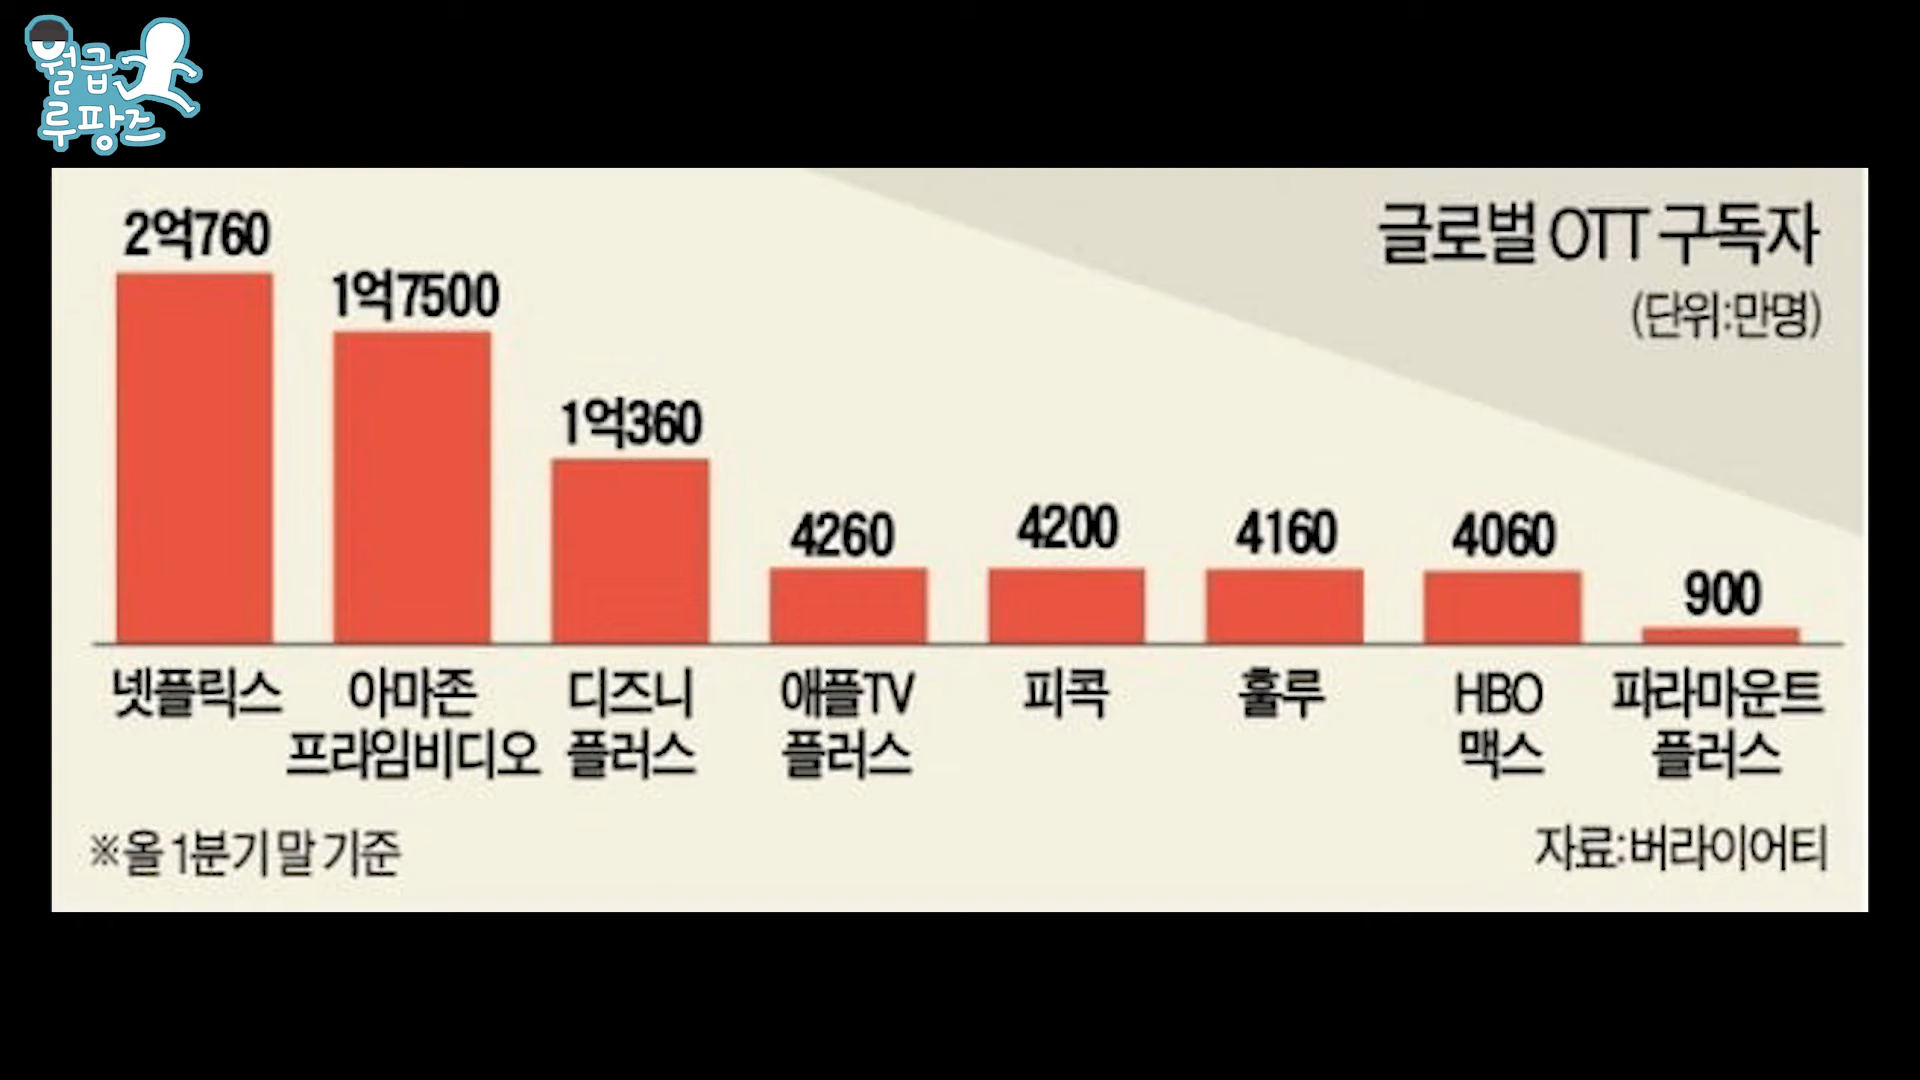 월급
루팡즈
글로벌 OTT 구독자
(단위:만명)
2억760
1억7500
1억360
4260
4200
4160
4060
900
넷플릭스
아마존
프라임비디오
디즈니
플러스
애플TV
플러스
피콕
훌루
HBO
맥스
파라마운트
플러스
※올 1분기 말 기준
자료:버라이어티